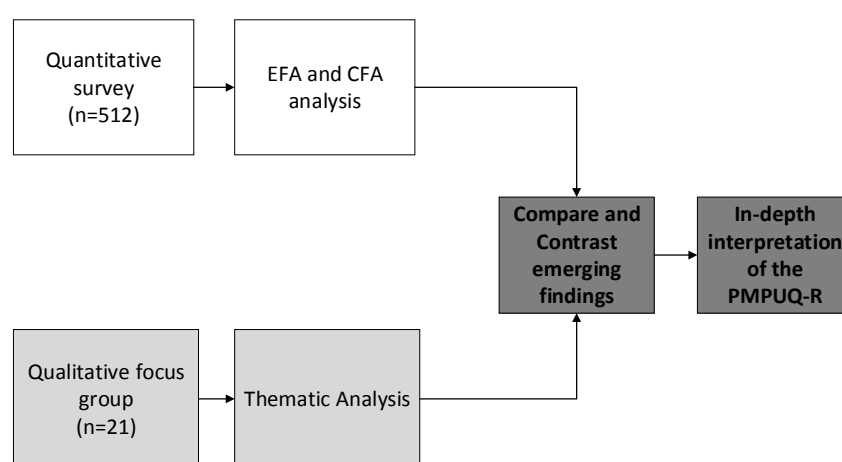 Quantitative
survey
(n=512)
EFA and CFA
analysis
Compare and
Contrast
emerging
findings
In-depth
interpretation
of the
PMPUQ-R
Qualitative focus
group
(n=21)
Thematic Analysis